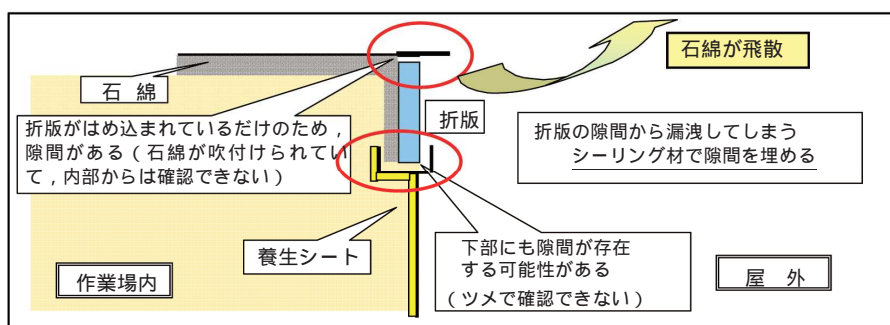 石綿が飛散
石 綿
折版
折版がはめ込まれているだけのため，
隙間がある（石綿が吹付けられてい
て，内部からは確認できない）
折版の隙間から漏洩してしまう
シーリング材で隙間を埋める
養生シート
下部にも隙間が存在
する可能性がある
（ツメで確認できない）
作業場内
屋 外